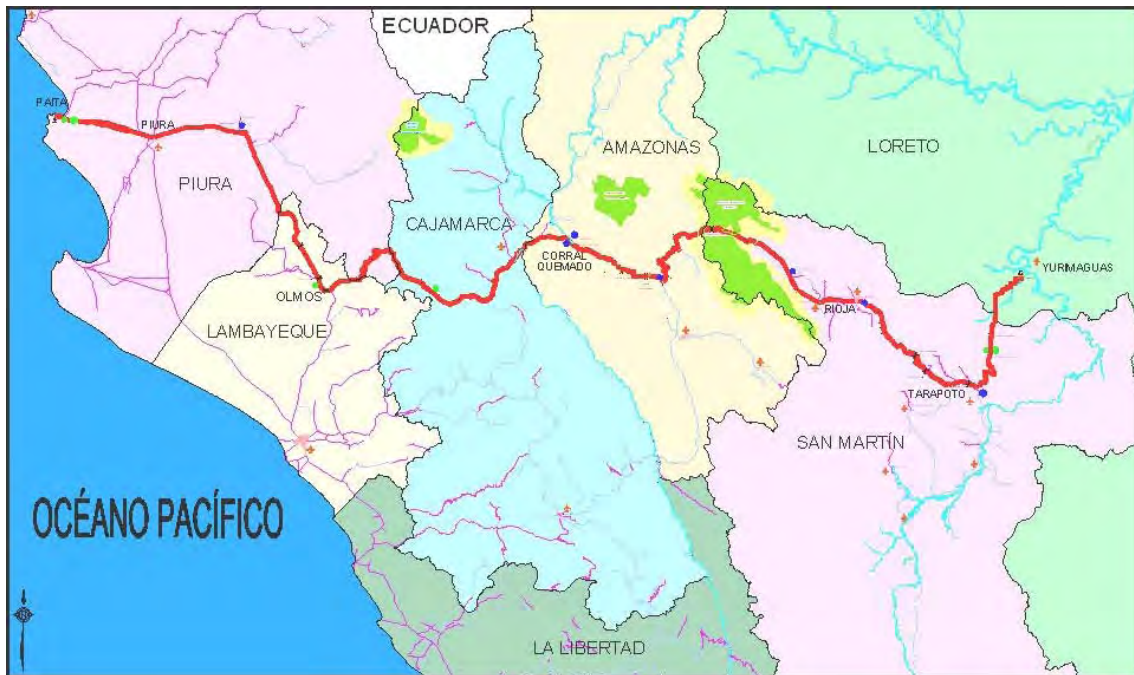 ECUADOR
PAITA
PIURA
PIURA
AMAZONAS
LORETO
CAJAMARCA
CORRAL
QUEMADO
YURIMAGUAS
OLMOS
RIOJA
LAMBAYEQUE
TARAPOTO
SAN MARTÍN
OCÉANO PACÍFICO
LA LIBERTAD